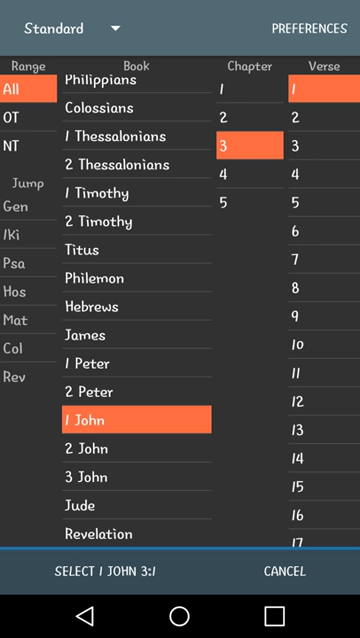 Standard PREFERENCES
Range Book Chapter Verse
All
OT
NT
Jump
Gen
1Ki
Psa
Hos
Mat
Col
Rev
Philippians
Colossians
1 Thessalonians
2 Thessalonians
1 Timothy
2 Timothy
Titus
Philemon
Hebrews
James
1 Peter
2 Peter
1 John
2 John
3 John
Jude
Revelation
1
2
3
4
5
1
2
3
4
5
6
7
8
9
10
11
12
13
14
15
16
17
SELECT 1 JOHN 3:1 CANCEL